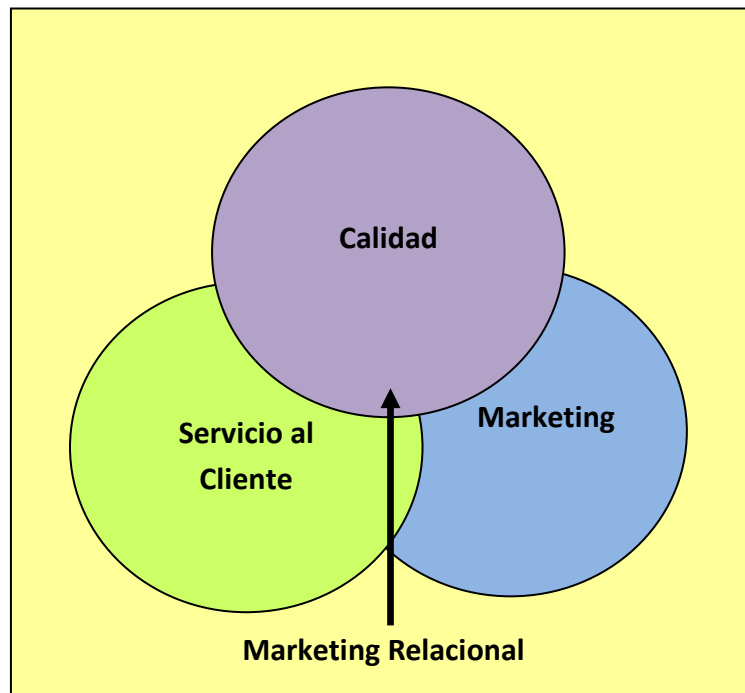 Calidad
Marketing
Servicio al
Cliente
Marketing Relacional